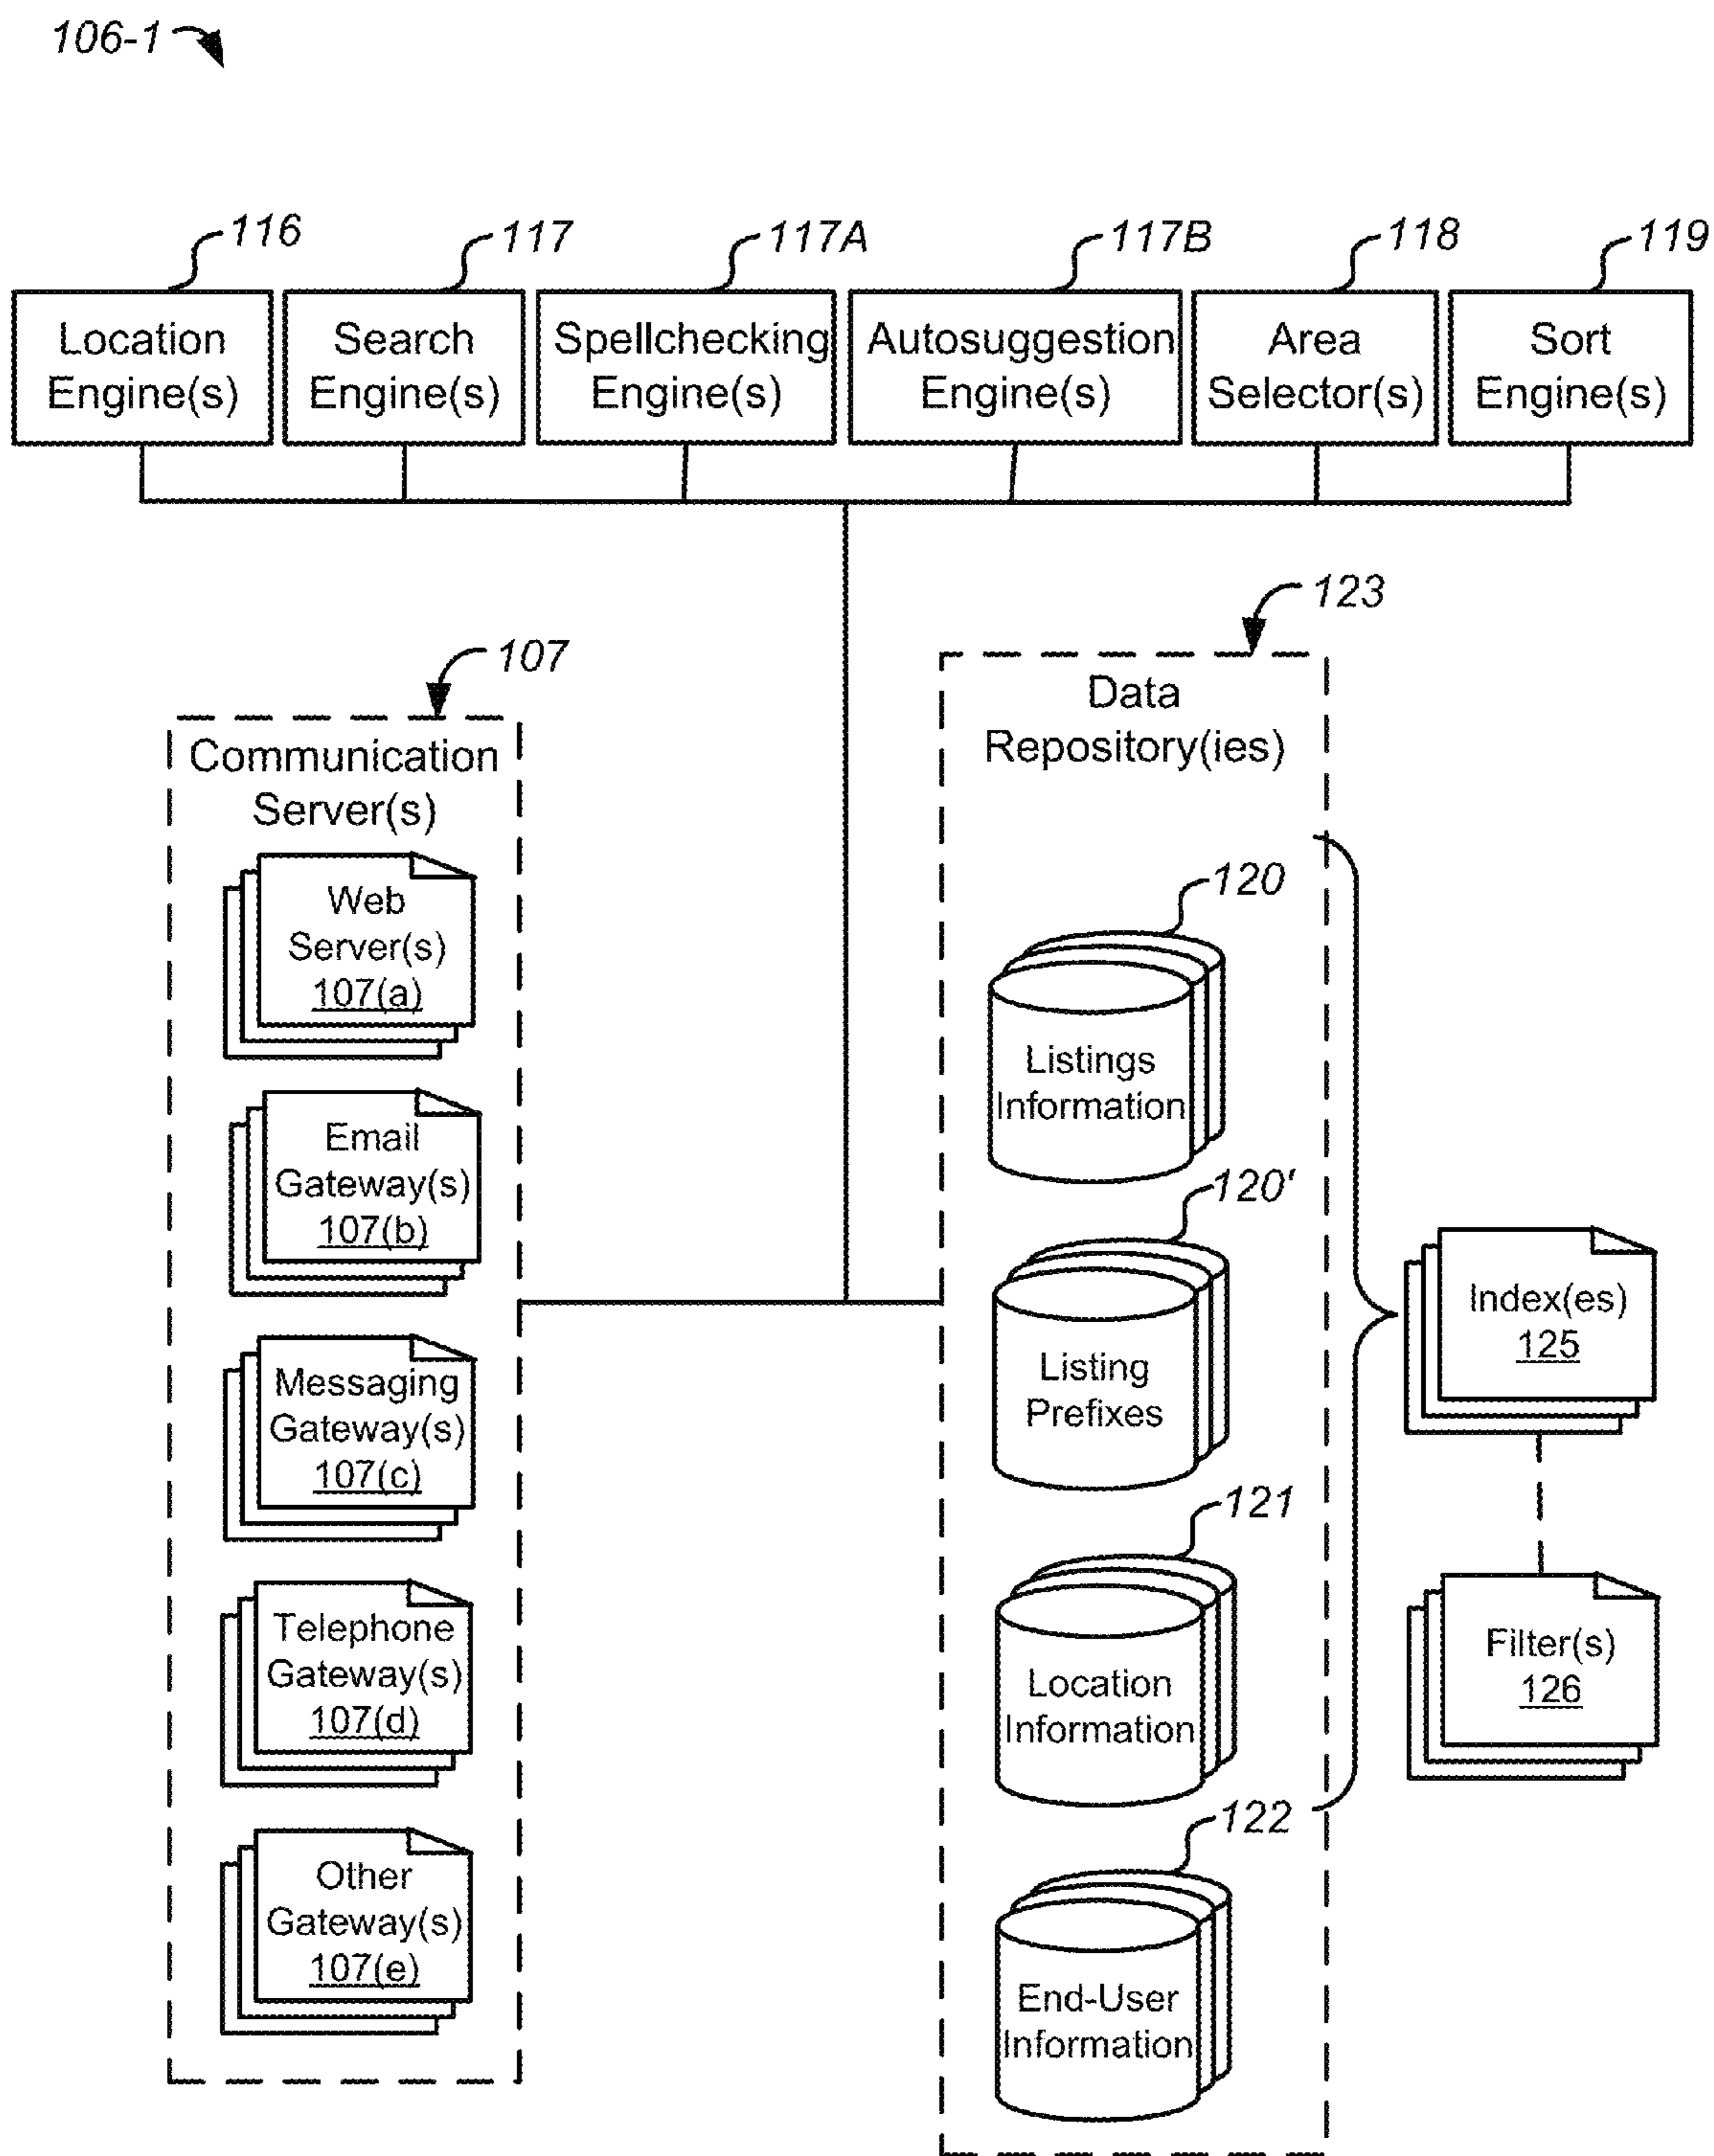 106-1
116
117
117A
117B
118
119
Location
Engine(s)
Search
Engine(s)
Spellchecking
Engine(s)
Autosuggestion
Engine(s)
Area
Selector(s)
Sort
Engine(s)
107
Communication
Server(s)
Web
Server(s)
107(a)
Email
Gateway(s)
107(b)
Messaging
Gateway(s)
107(c)
Telephone
Gateway(s)
107(d)
Other
Gateway(s)
107(e)
123
Data
Repository(ies)
120
Listings
Information
120'
Listing
Prefixes
121
Location
Information
122
End-User
Information
Index(es)
125
Filter(s)
126